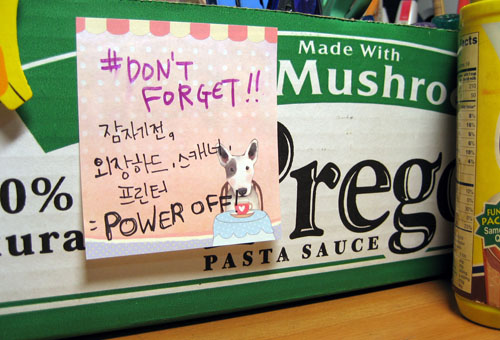 #DON'T
FORGET!!
잠자기전,
외장하드, 스캐너,
프린터
= POWER OFF!
Made With
Mushro
Prego
PASTA SAUCE
0%
ura